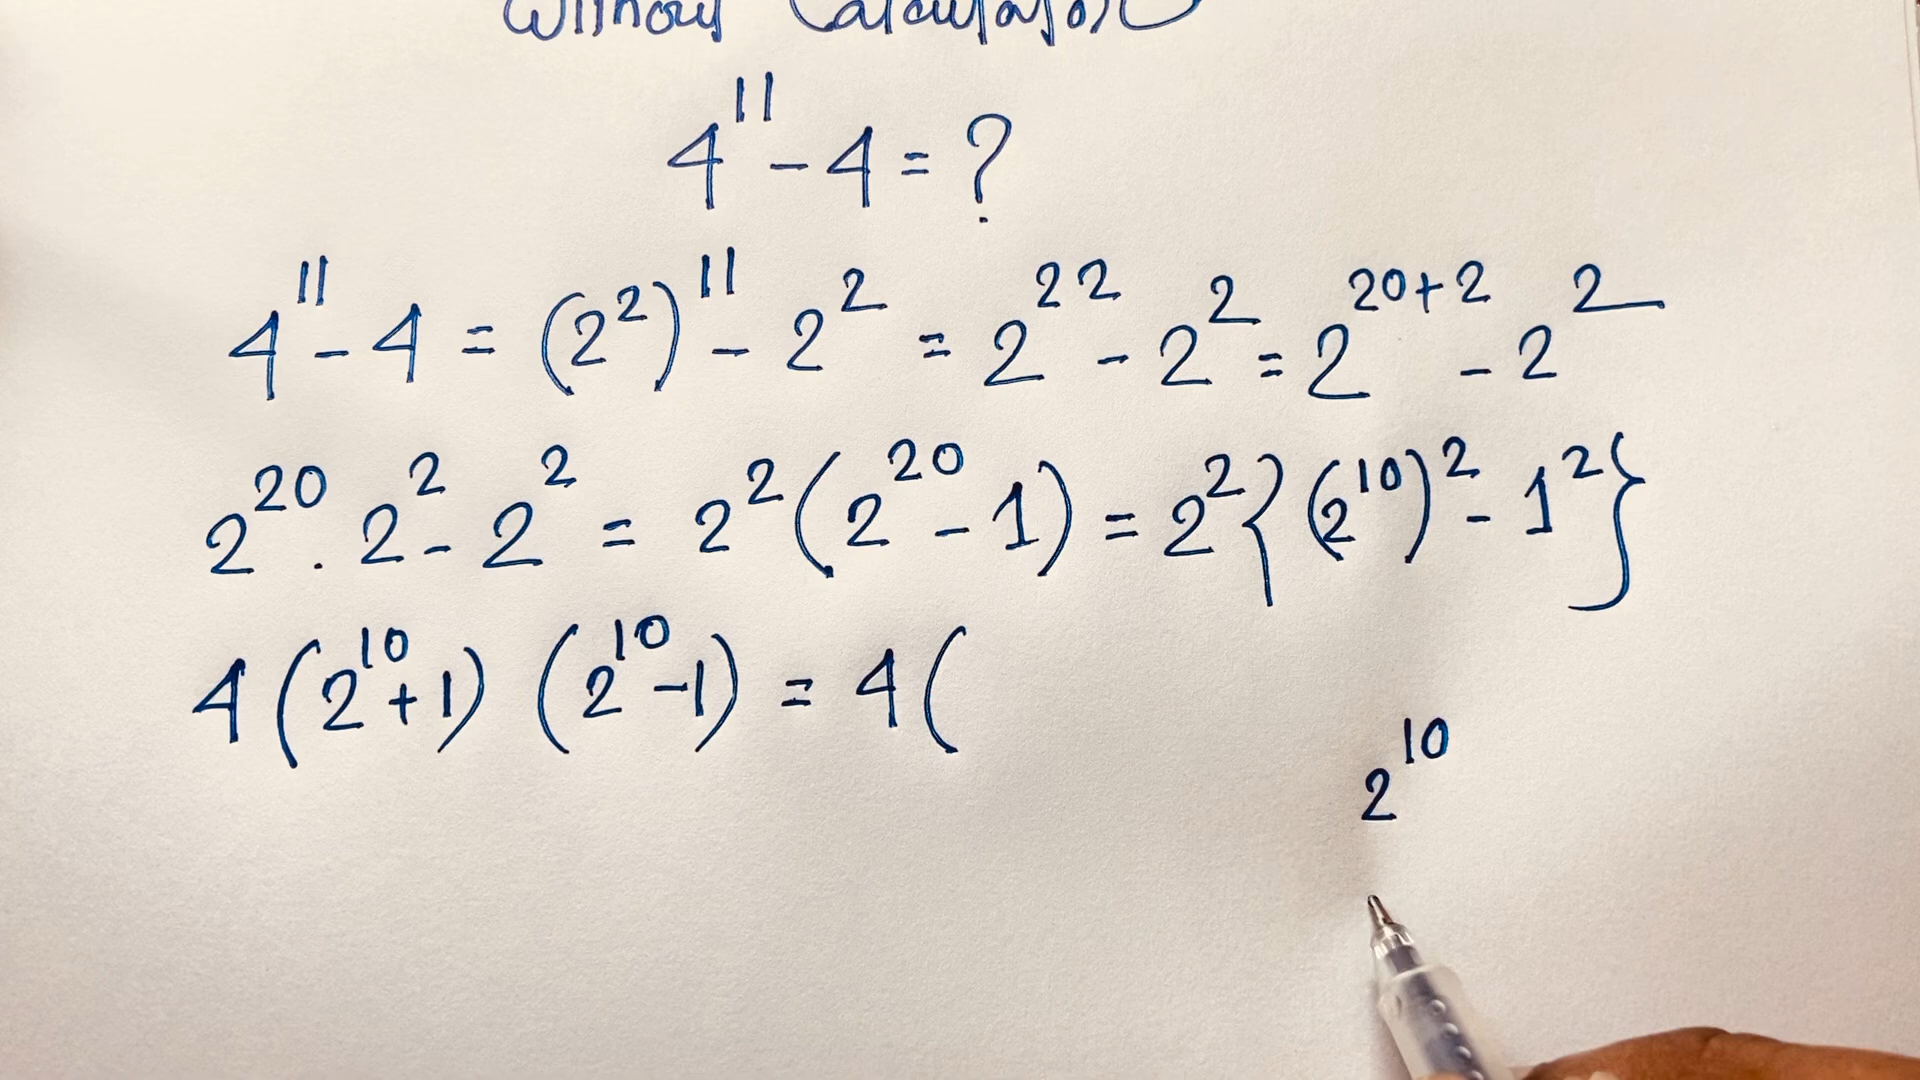 Without Calculator
4^11 - 4 = ?
4^11 - 4 = (2^2)^11 - 2^2 = 2^22 - 2^2 = 2^20+2 - 2^2
2^20 . 2^2 - 2^2 = 2^2 (2^20 - 1) = 2^2 { (2^10)^2 - 1^2 }
4 (2^10 + 1) (2^10 - 1) = 4 (
2^10